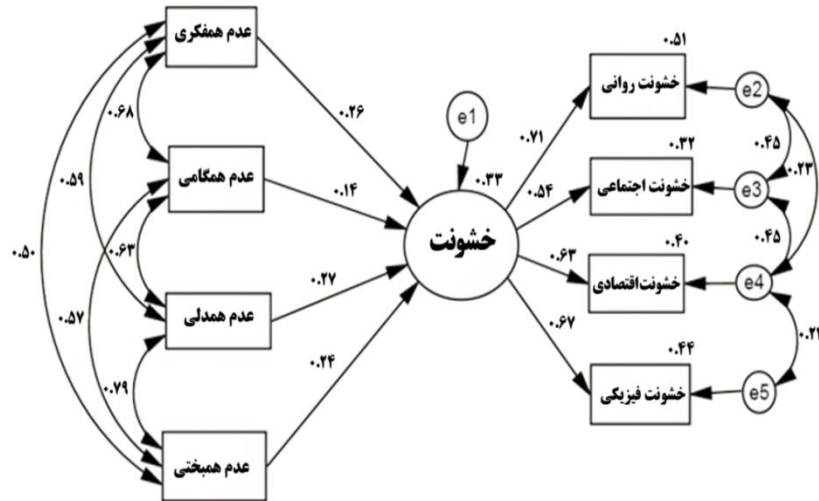 عدم همفکری
عدم همگامی
عدم همدلی
عدم همبختی
۰.۶۸
۰.۵۹
۰.۵۰
۰.۶۳
۰.۵۷
۰.۷۹
۰.۲۶
۰.۱۴
۰.۲۷
۰.۲۴
e1
۰.۳۳
خشونت
۰.۷۱
۰.۵۴
۰.۶۳
۰.۶۷
۰.۵۱
خشونت روانی
۰.۳۲
خشونت اجتماعی
۰.۴۰
خشونت اقتصادی
۰.۴۴
خشونت فیزیکی
e2
e3
e4
e5
۰.۴۵
۰.۲۳
۰.۴۵